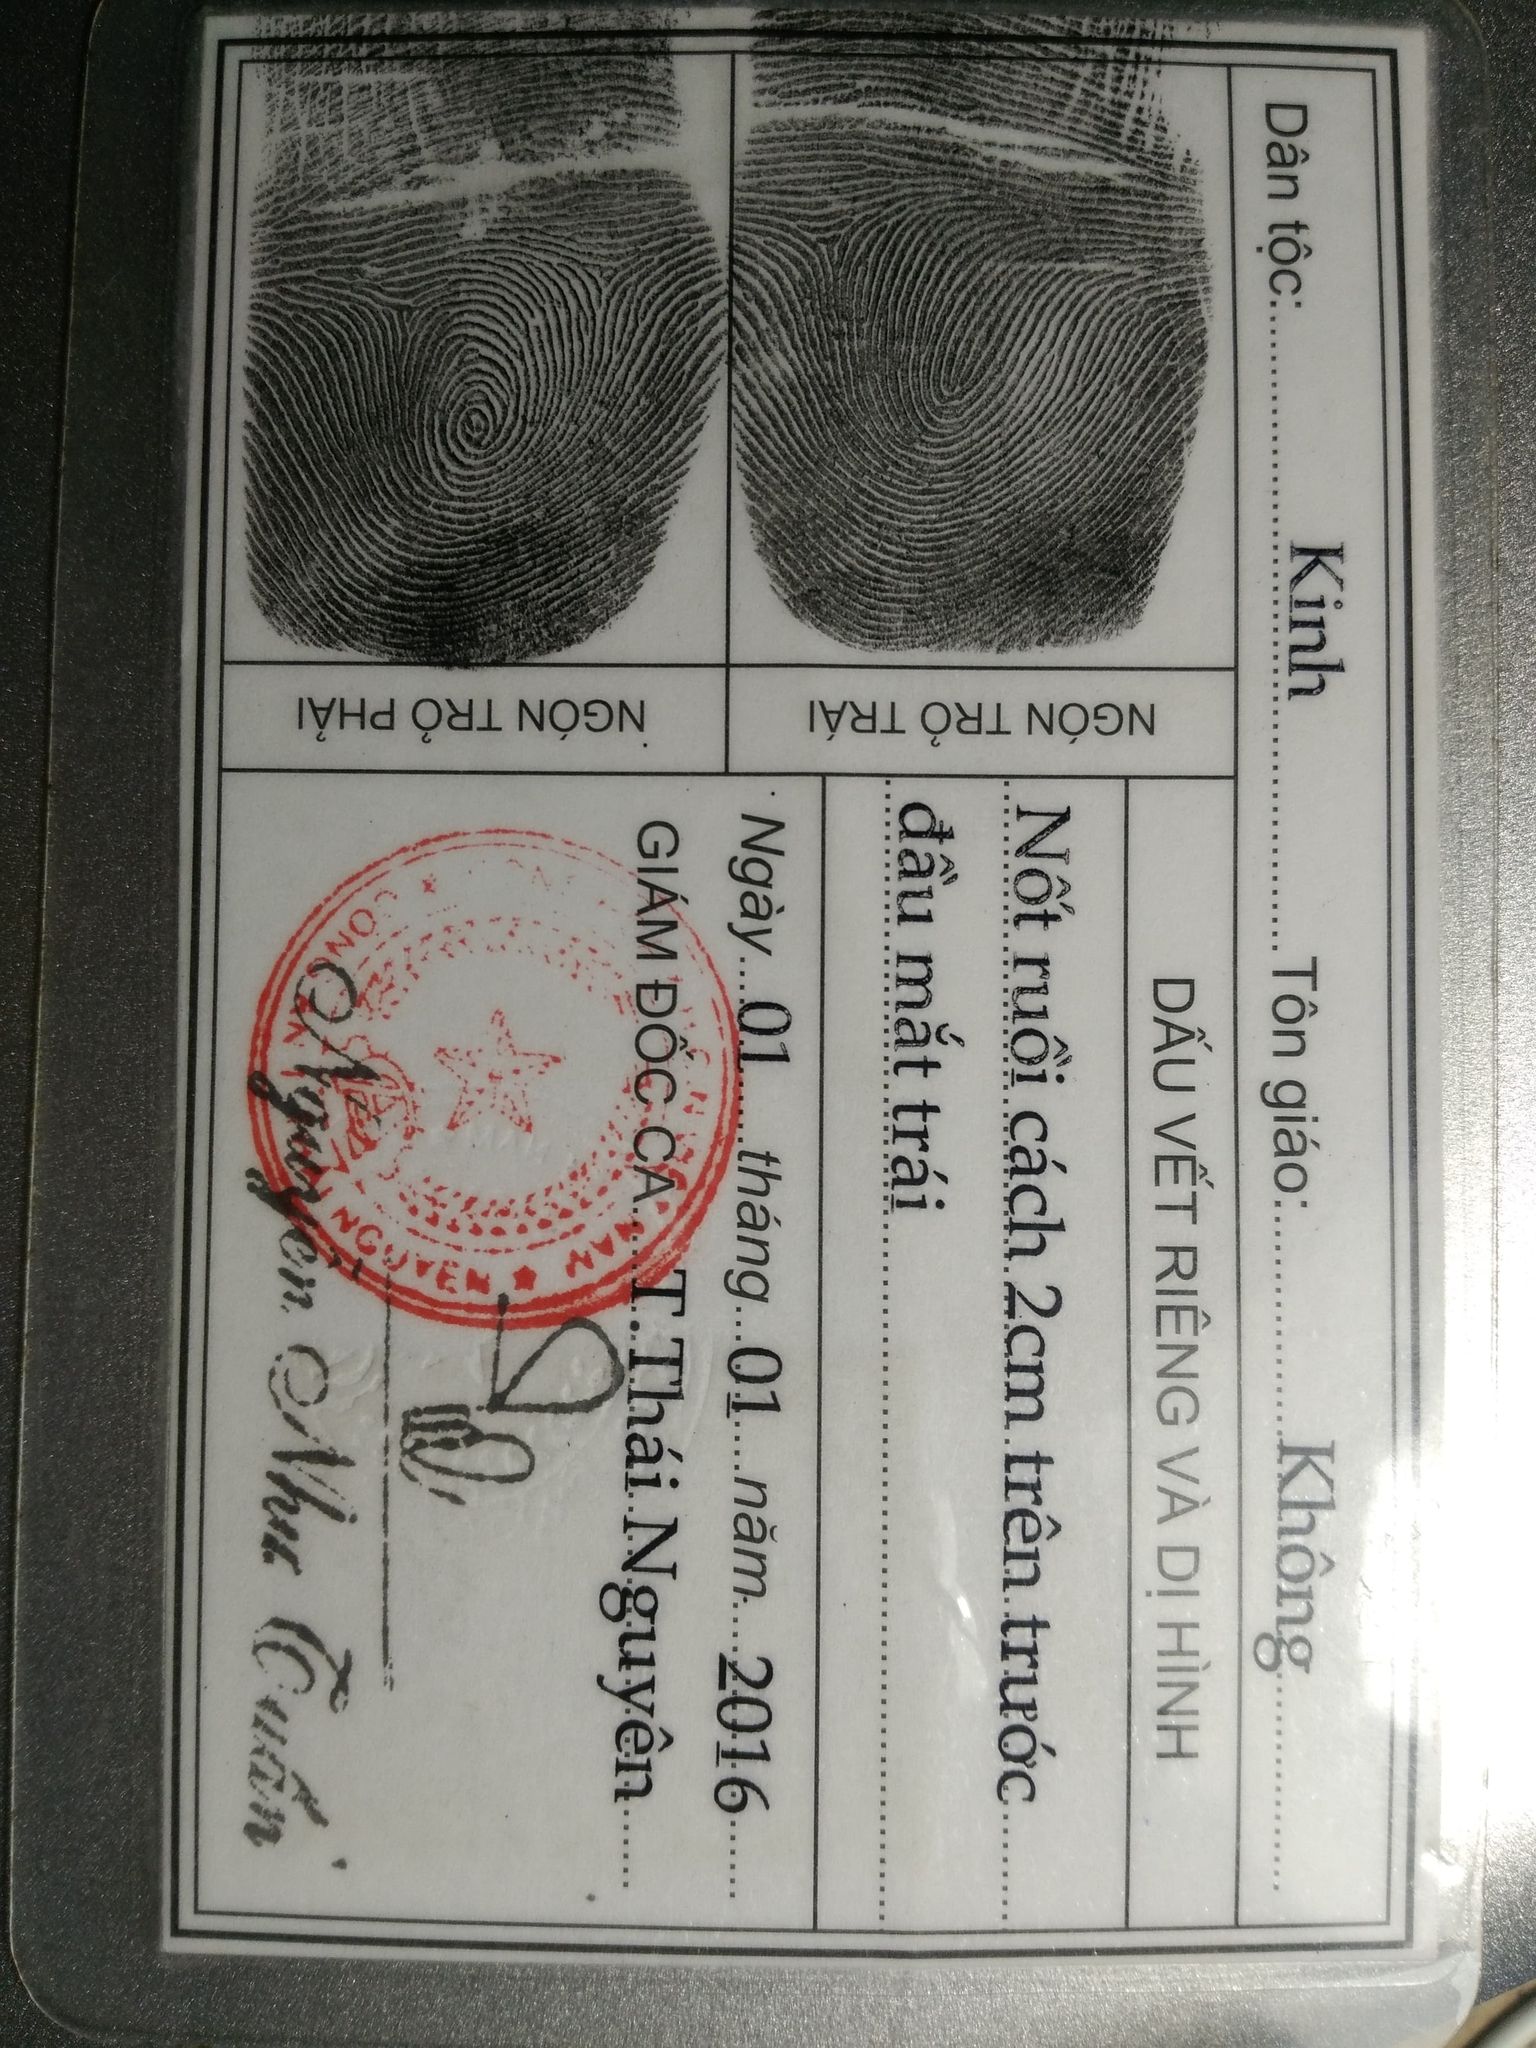 Dân tộc: Kinh Tôn giáo: Không
NGÓN TRỎ TRÁI
NGÓN TRỎ PHẢI
DẤU VẾT RIÊNG VÀ DỊ HÌNH
Nốt ruồi cách 2cm trên trước
đầu mắt trái
Ngày 01 tháng 01 năm 2016
GIÁM ĐỐC CA T.Thái Nguyên
NGUYÊN
Nguyễn Như Tuấn